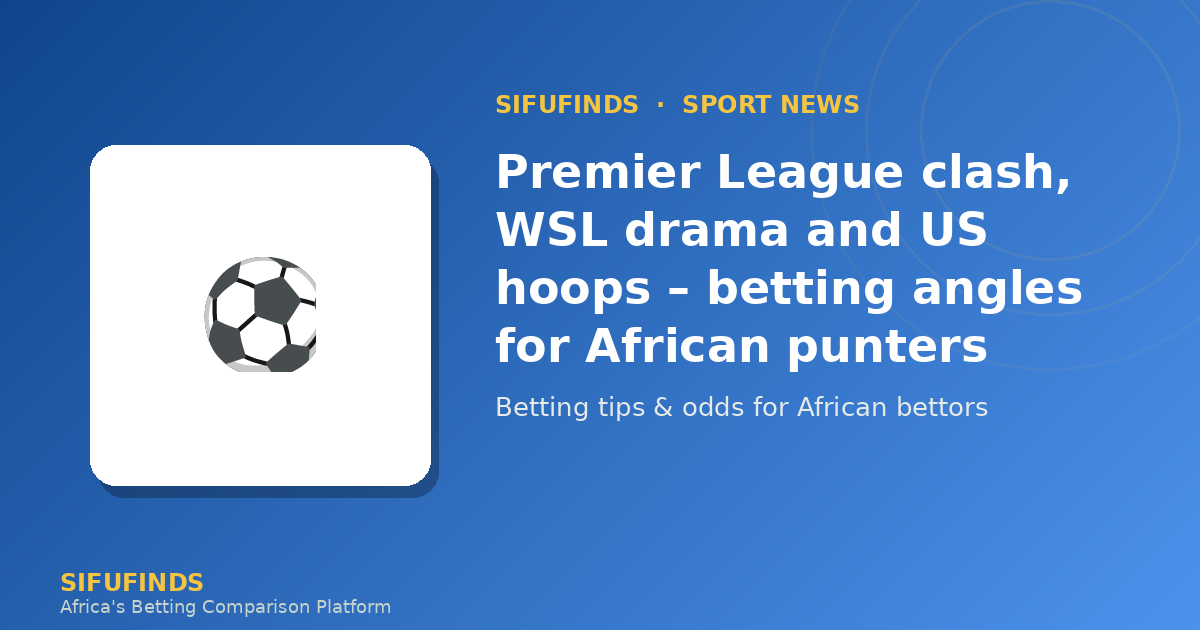 SIFUFINDS · SPORT NEWS
Premier League clash,
WSL drama and US
hoops – betting angles
for African punters
Betting tips & odds for African bettors
SIFUFINDS
Africa's Betting Comparison Platform